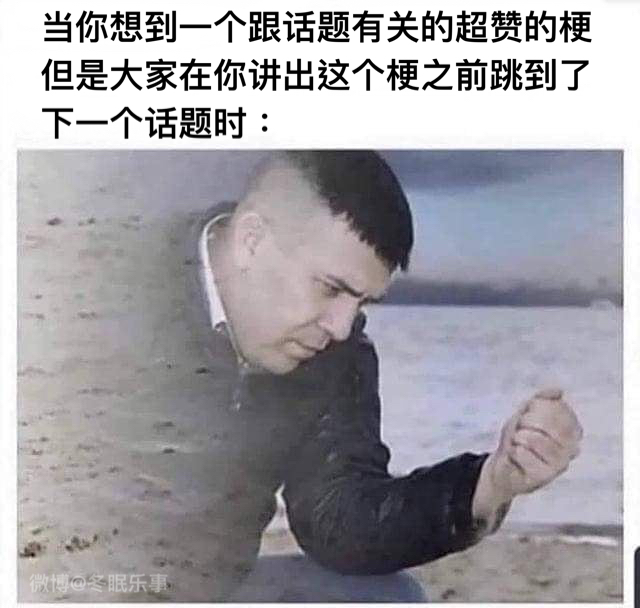 当你想到一个跟话题有关的超赞的梗
但是大家在你讲出这个梗之前跳到了
下一个话题时：
微博@冬眠乐事